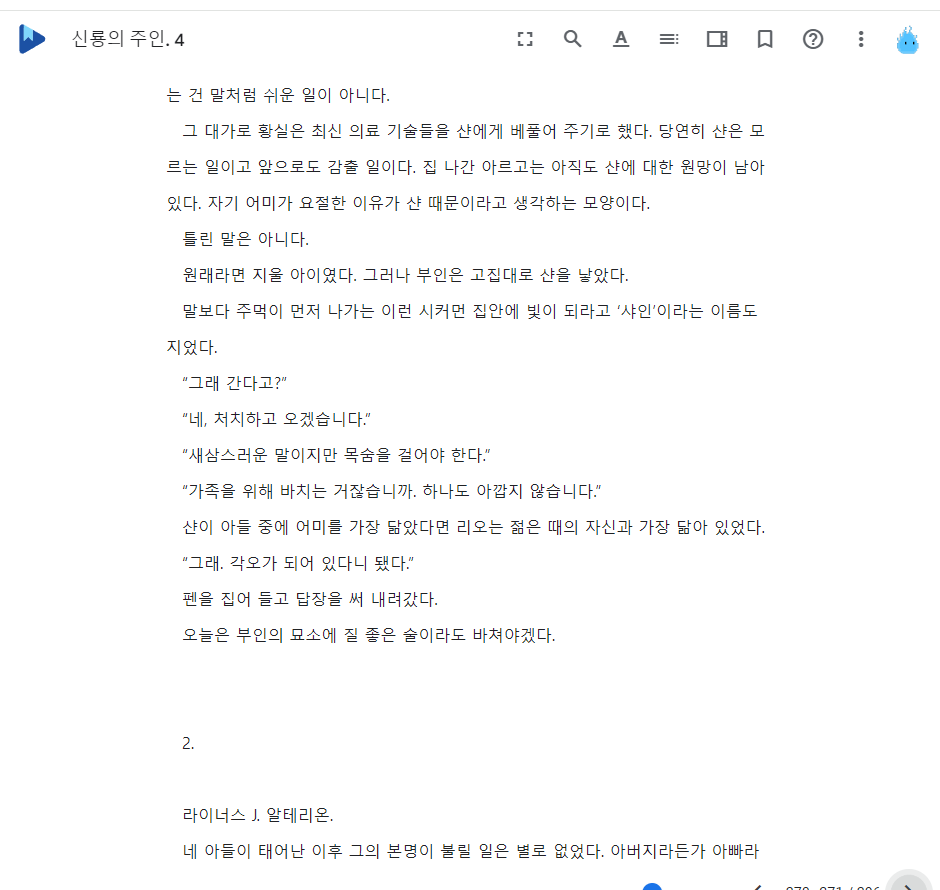 신룡의 주인. 4
는 건 말처럼 쉬운 일이 아니다.
그 대가로 황실은 최신 의료 기술들을 샨에게 베풀어 주기로 했다. 당연히 샨은 모
르는 일이고 앞으로도 감출 일이다. 집 나간 아르고는 아직도 샨에 대한 원망이 남아
있다. 자기 어미가 요절한 이유가 샨 때문이라고 생각하는 모양이다.
틀린 말은 아니다.
원래라면 지울 아이였다. 그러나 부인은 고집대로 샨을 낳았다.
말보다 주먹이 먼저 나가는 이런 시커먼 집안에 빛이 되라고 ‘샤인’이라는 이름도
지었다.
“그래 간다고?”
“네, 처치하고 오겠습니다.”
“새삼스러운 말이지만 목숨을 걸어야 한다.”
“가족을 위해 바치는 거잖습니까. 하나도 아깝지 않습니다.”
샨이 아들 중에 어미를 가장 닮았다면 리오는 젊은 때의 자신과 가장 닮아 있었다.
“그래. 각오가 되어 있다니 됐다.”
펜을 집어 들고 답장을 써 내려갔다.
오늘은 부인의 묘소에 질 좋은 술이라도 바쳐야겠다.
2.
라이너스 J. 알테리온.
네 아들이 태어난 이후 그의 본명이 불릴 일은 별로 없었다. 아버지라든가 아빠라